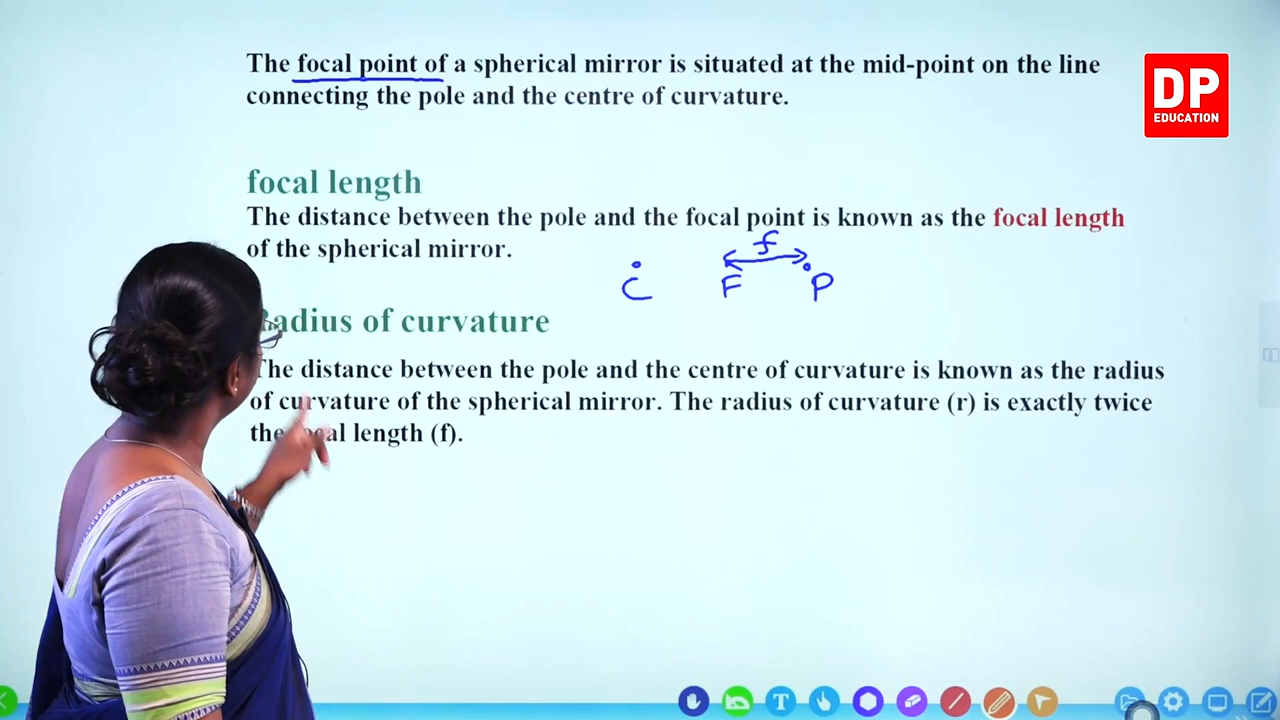 The focal point of a spherical mirror is situated at the mid-point on the line
connecting the pole and the centre of curvature.
DP
EDUCATION
focal length
The distance between the pole and the focal point is known as the focal length
of the spherical mirror.
f
C F P
Radius of curvature
The distance between the pole and the centre of curvature is known as the radius
of curvature of the spherical mirror. The radius of curvature (r) is exactly twice
the focal length (f).
T